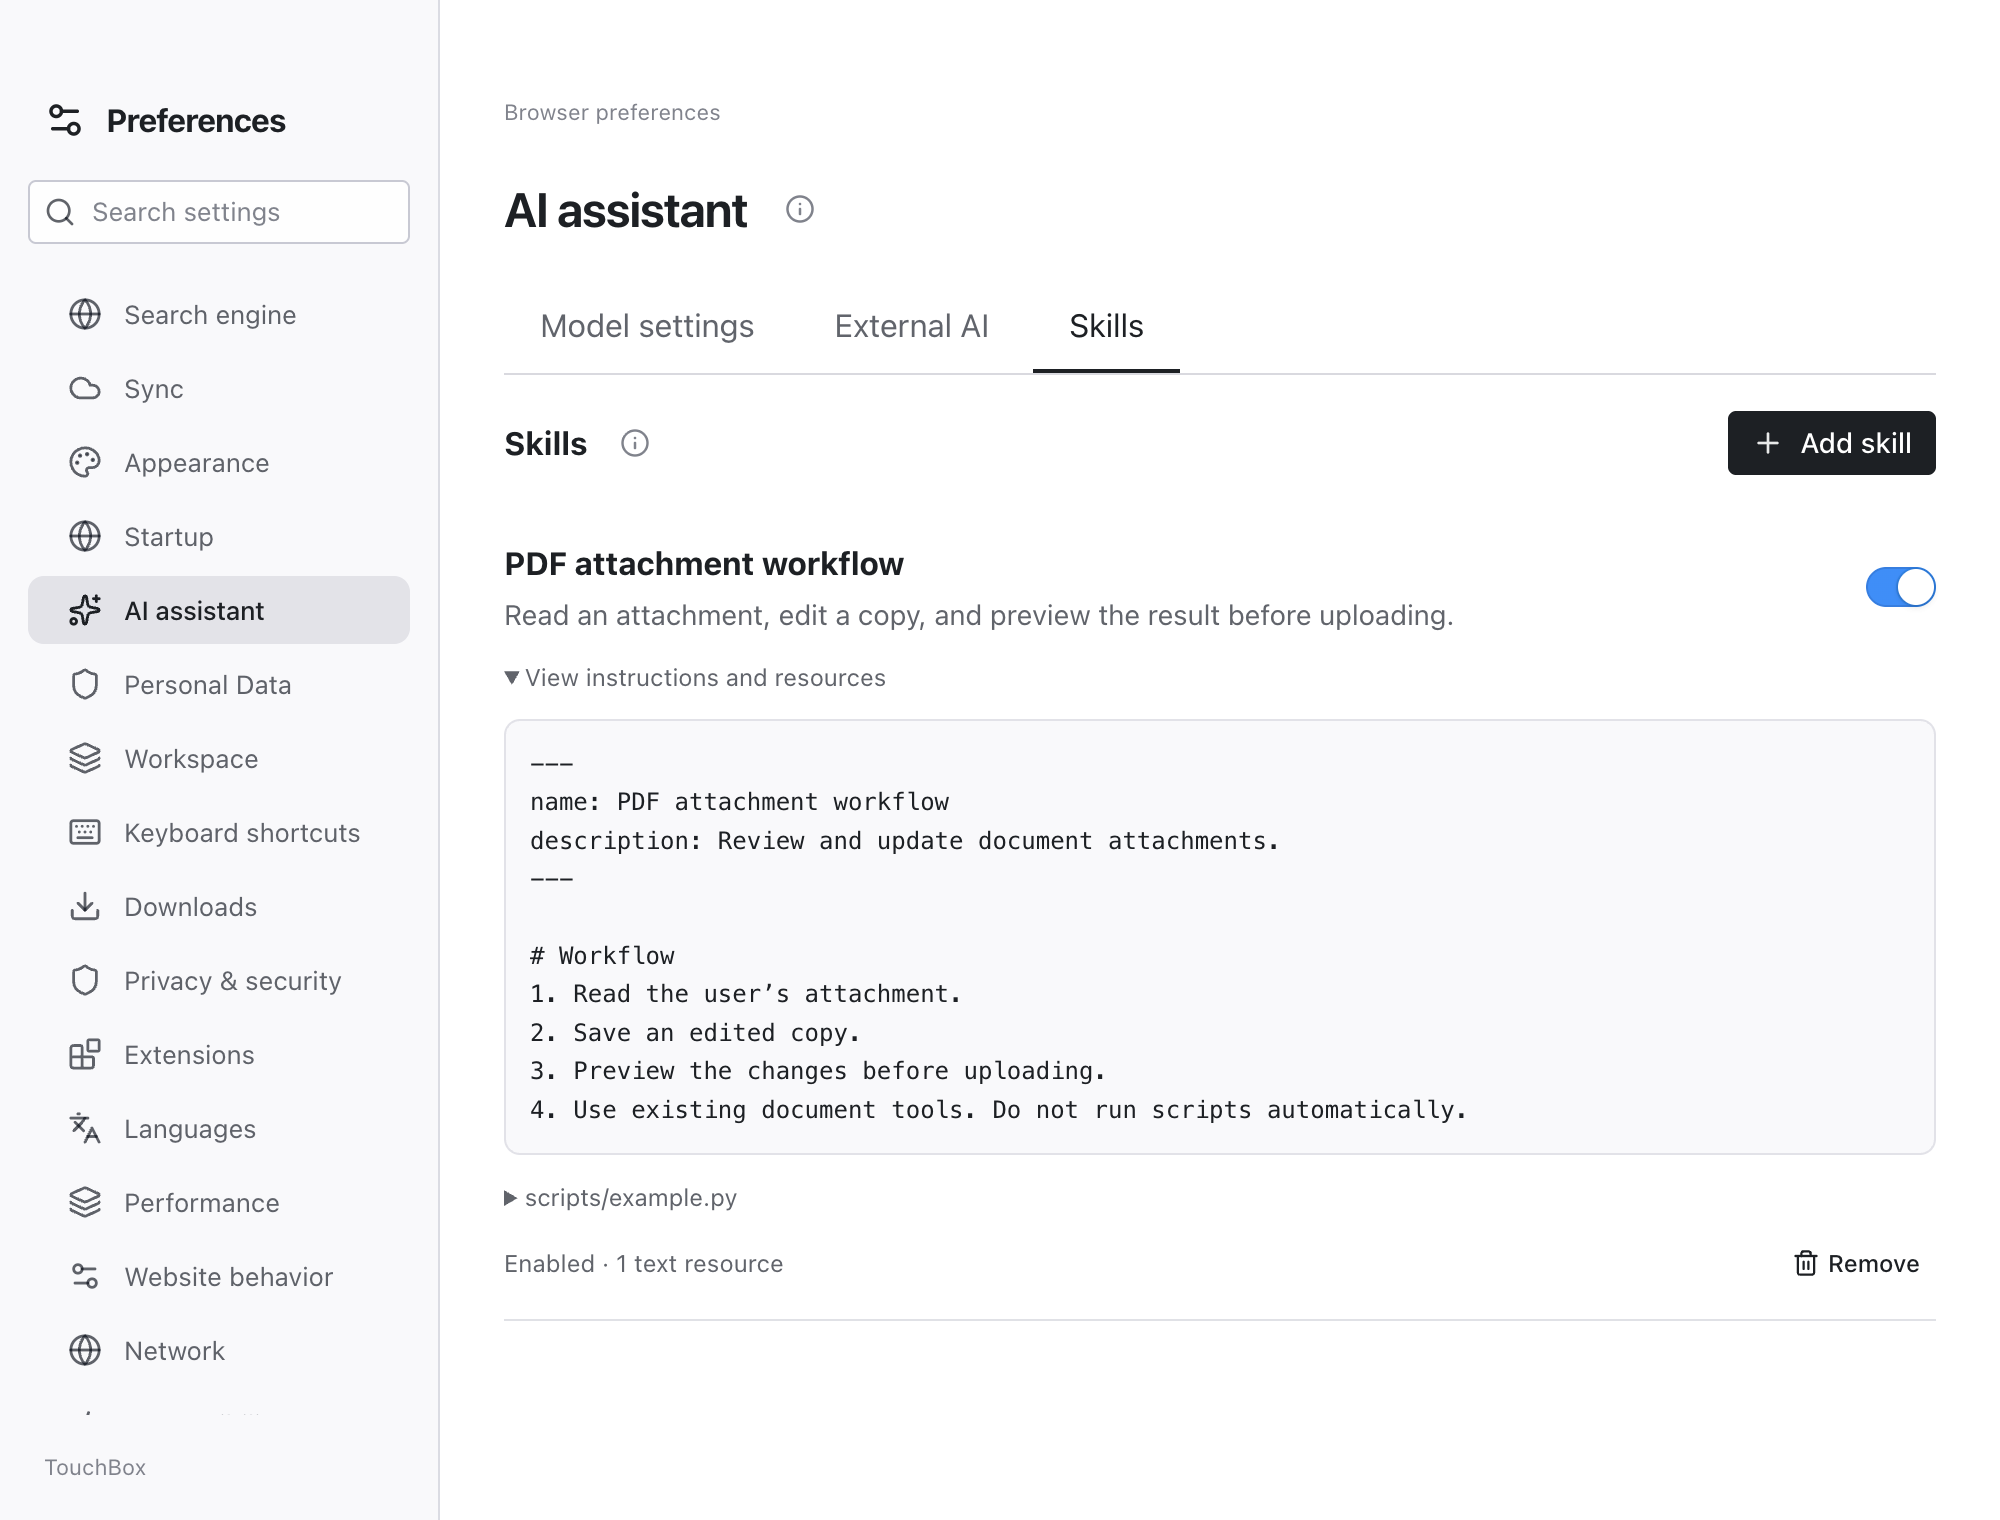 Preferences
Search settings
Search engine
Sync
Appearance
Startup
AI assistant
Personal Data
Workspace
Keyboard shortcuts
Downloads
Privacy & security
Extensions
Languages
Performance
Website behavior
Network
TouchBox
Browser preferences
AI assistant
Model settings
External AI
Skills
Skills
Add skill
PDF attachment workflow
Read an attachment, edit a copy, and preview the result before uploading.
View instructions and resources
---
name: PDF attachment workflow
description: Review and update document attachments.
---
# Workflow
1. Read the user’s attachment.
2. Save an edited copy.
3. Preview the changes before uploading.
4. Use existing document tools. Do not run scripts automatically.
scripts/example.py
Enabled · 1 text resource
Remove